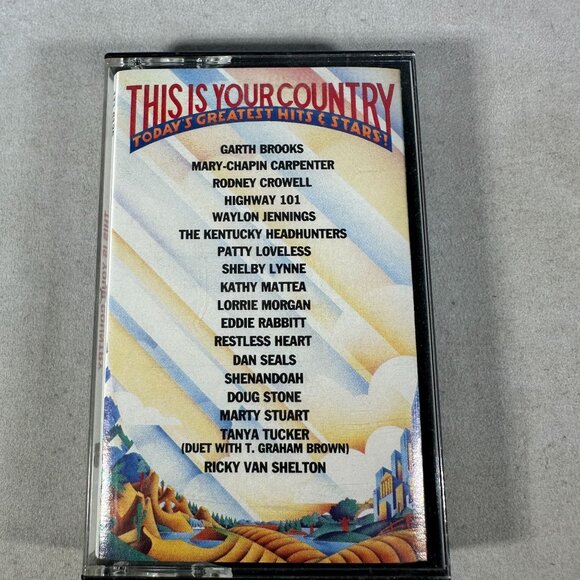 THIS IS YOUR COUNTRY
TODAY'S GREATEST HITS & STARS!
GARTH BROOKS
MARY-CHAPIN CARPENTER
RODNEY CROWELL
HIGHWAY 101
WAYLON JENNINGS
THE KENTUCKY HEADHUNTERS
PATTY LOVELESS
SHELBY LYNNE
KATHY MATTEA
LORRIE MORGAN
EDDIE RABBITT
RESTLESS HEART
DAN SEALS
SHENANDOAH
DOUG STONE
MARTY STUART
TANYA TUCKER
(DUET WITH T. GRAHAM BROWN)
RICKY VAN SHELTON